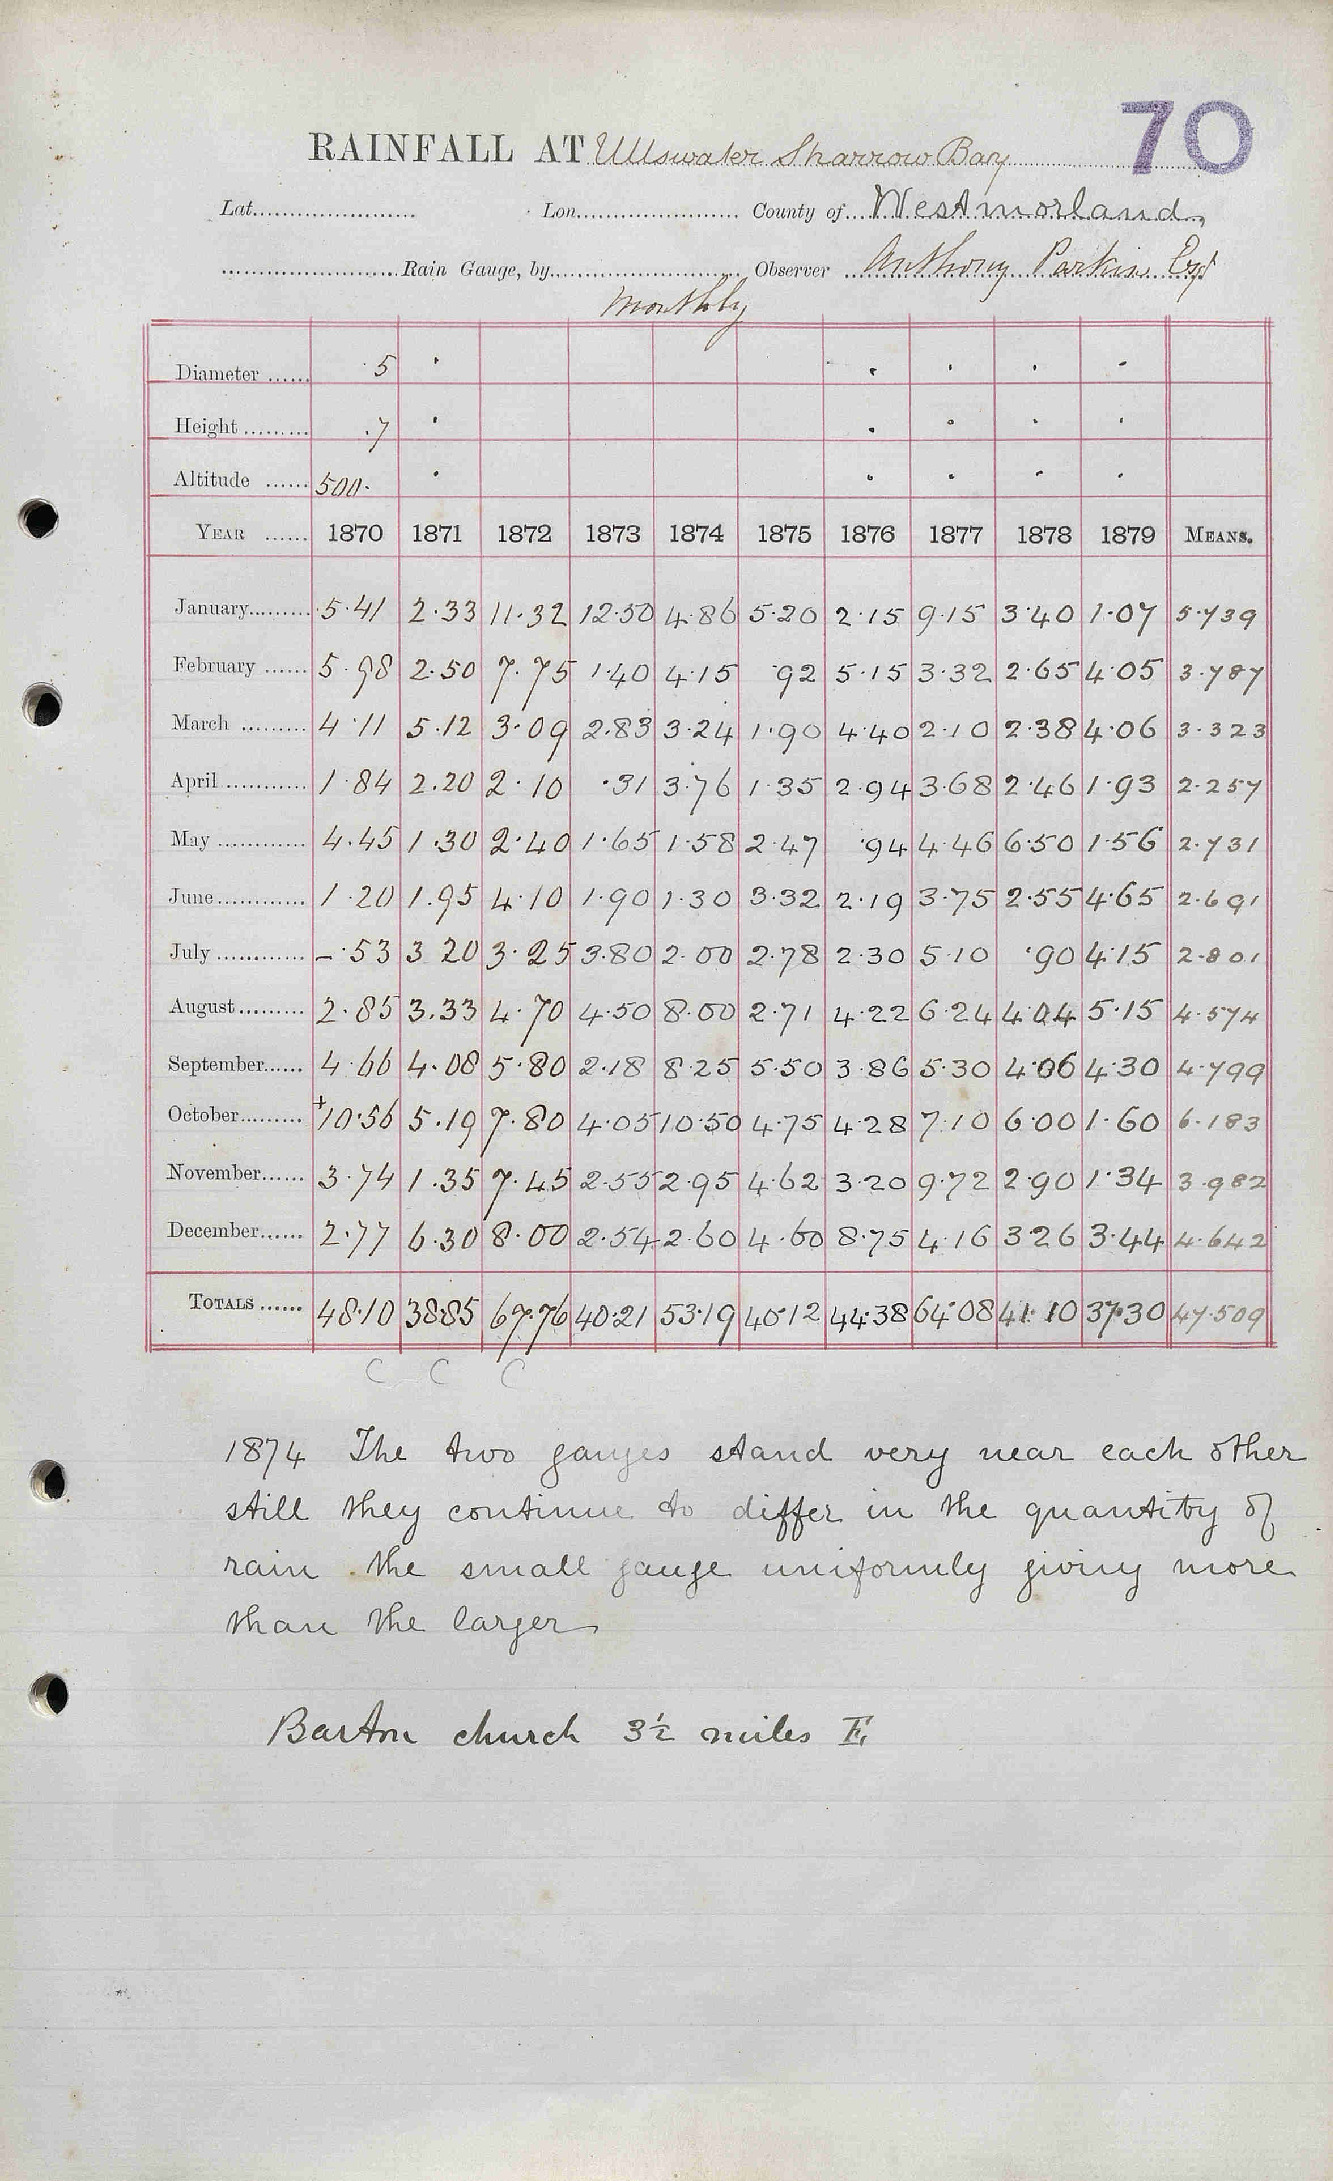 70
RAINFALL AT Ullswater Sharrow Bay
Lat. Lon. County of Westmorland
Rain Gauge, by Observer Anthony Parkin Esq
Monthly
Diameter 5
Height .7
Altitude 500.
YEAR 1870 1871 1872 1873 1874 1875 1876 1877 1878 1879 MEANS.
January 5.41 2.33 11.32 12.50 4.86 5.20 2.15 9.15 3.40 1.07 5.739
February 5.98 2.50 7.75 1.40 4.15 .92 5.15 3.32 2.65 4.05 3.787
March 4.11 5.12 3.09 2.83 3.24 1.90 4.40 2.10 2.38 4.06 3.323
April 1.84 2.20 2.10 .31 3.76 1.35 2.94 3.68 2.46 1.93 2.257
May 4.45 1.30 2.40 1.65 1.58 2.47 .94 4.46 6.50 1.56 2.731
June 1.20 1.95 4.10 1.90 1.30 3.32 2.19 3.75 2.55 4.65 2.691
July –.53 3.20 3.25 3.80 2.00 2.78 2.30 5.10 .90 4.15 2.801
August 2.85 3.33 4.70 4.50 8.00 2.71 4.22 6.24 4.04 5.15 4.574
September 4.66 4.08 5.80 2.18 8.25 5.50 3.86 5.30 4.06 4.30 4.799
October +10.56 5.19 7.80 4.05 10.50 4.75 4.28 7.10 6.00 1.60 6.183
November 3.74 1.35 7.45 2.55 2.95 4.62 3.20 9.72 2.90 1.34 3.982
December 2.77 6.30 8.00 2.54 2.60 4.60 8.75 4.16 3.26 3.44 4.642
TOTALS 48.10 38.85 67.76 40.21 53.19 40.12 44.38 64.08 41.10 37.30 47.509
C C C
1874 The two gauges stand very near each other
still they continue to differ in the quantity of
rain . the small gauge uniformly giving more
than the larger
Barton church 3½ miles E